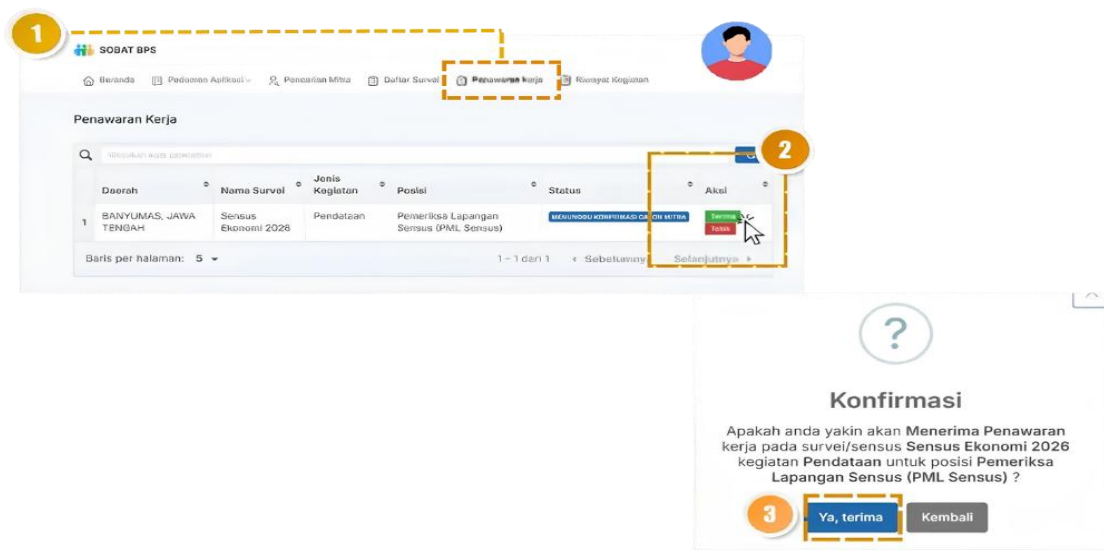 1
SOBAT BPS
Beranda Pedoman Aplikasi Pencarian Mitra Daftar Survei Penawaran Kerja Riwayat Kegiatan
Penawaran Kerja
2
Daerah Nama Survei Jenis Kegiatan Posisi Status Aksi
1 BANYUMAS, JAWA TENGAH Sensus Ekonomi 2026 Pendataan Pemeriksa Lapangan Sensus (PML Sensus) MENUNGGU KONFIRMASI CALON MITRA Terima
Tolak
Baris per halaman: 5 1 – 1 dari 1 Sebelumnya Selanjutnya
?
Konfirmasi
Apakah anda yakin akan Menerima Penawaran
kerja pada survei/sensus Sensus Ekonomi 2026
kegiatan Pendataan untuk posisi Pemeriksa
Lapangan Sensus (PML Sensus) ?
3
Ya, terima Kembali